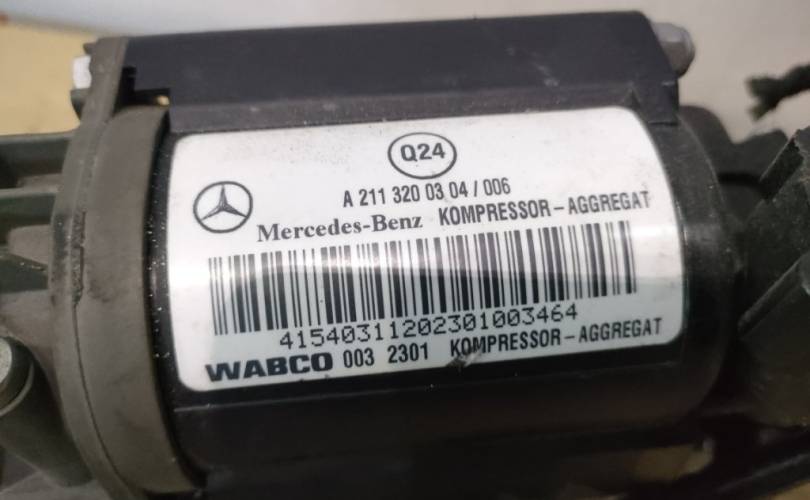 Q24
A 211 320 03 04 / 006
Mercedes-Benz KOMPRESSOR-AGGREGAT
41540311202301003464
WABCO 003 2301 KOMPRESSOR-AGGREGAT